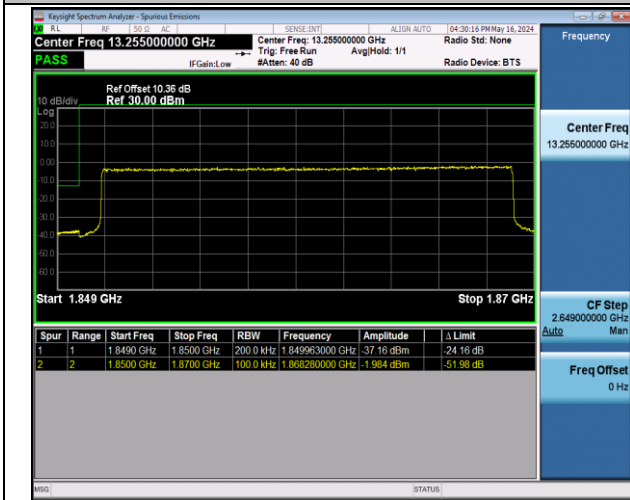 Keysight Spectrum Analyzer - Spurious Emissions
RL RF 50 Ω AC SENSE:INT ALIGN AUTO 04:30:16 PM May 16, 2024
Center Freq 13.255000000 GHz Center Freq: 13.255000000 GHz Radio Std: None Frequency
Trig: Free Run Avg|Hold: 1/1
PASS IFGain:Low #Atten: 40 dB Radio Device: BTS
Ref Offset 10.36 dB
10 dB/div Ref 30.00 dBm
Log
20.0
10.0
0.00
-10.0
-20.0
-30.0
-40.0
-50.0
-60.0
Center Freq
13.255000000 GHz
Start 1.849 GHz Stop 1.87 GHz
CF Step
2.649000000 GHz
Auto Man
Spur Range Start Freq Stop Freq RBW Frequency Amplitude Δ Limit
1 1 1.8490 GHz 1.8500 GHz 200.0 kHz 1.849963000 GHz -37.16 dBm -24.16 dB
2 2 1.8500 GHz 1.8700 GHz 100.0 kHz 1.868280000 GHz -1.984 dBm -51.98 dB
Freq Offset
0 Hz
MSG STATUS